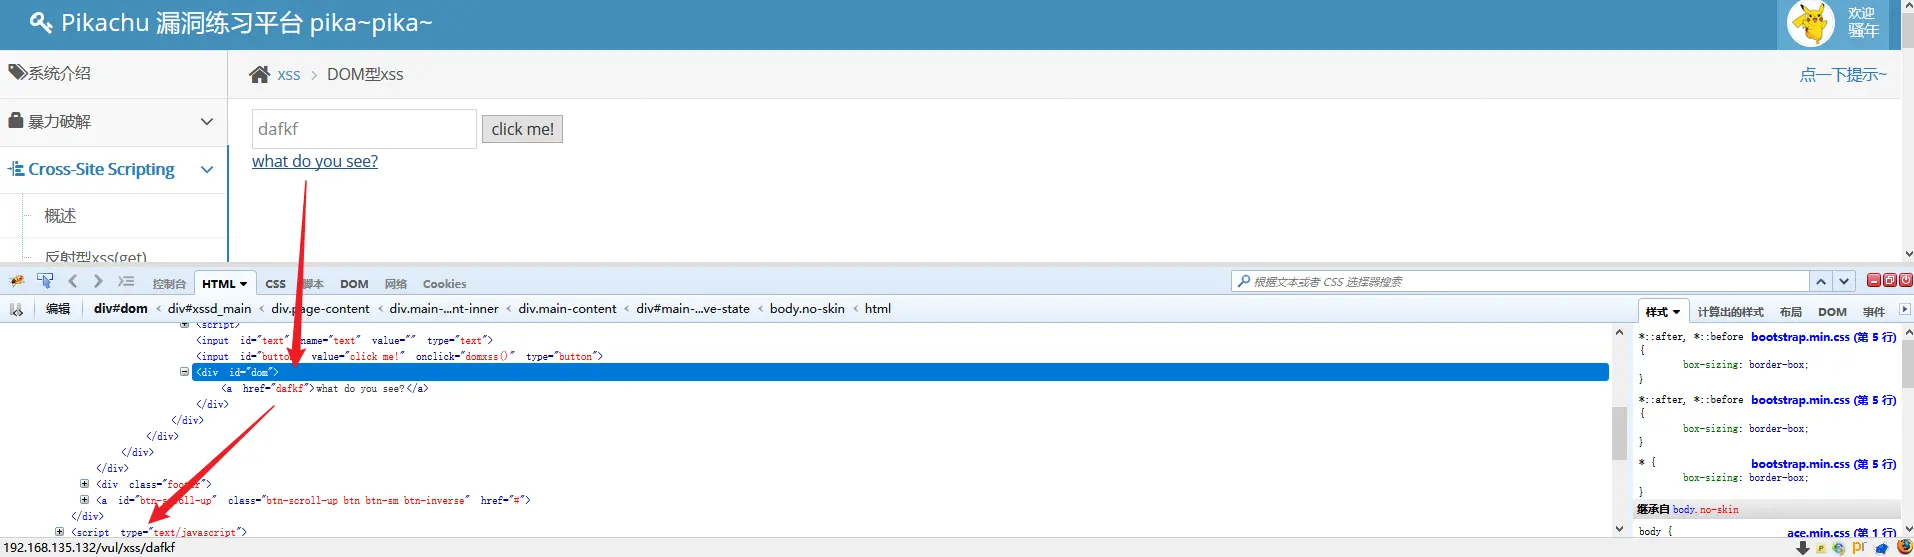 Pikachu 漏洞练习平台 pika~pika~
欢迎
骚年
系统介绍
xss > DOM型xss
点一下提示~
暴力破解
dafkf
click me!
what do you see?
Cross-Site Scripting
概述
反射型xss(get)
控制台 HTML CSS 脚本 DOM 网络 Cookies
根据文本或者 CSS 选择器搜索
编辑 div#dom < div#xssd_main < div.page-content < div.main-...nt-inner < div.main-content < div#main-...ve-state < body.no-skin < html
样式 计算出的样式 布局 DOM 事件
<script>
<input id="text" name="text" value="" type="text">
<input id="button" value="click me!" onclick="domxss()" type="button">
<div id="dom">
<a href="dafkf">what do you see?</a>
</div>
</div>
</div>
</div>
</div>
<div class="footer">
<a id="btn-scroll-up" class="btn-scroll-up btn btn-sm btn-inverse" href="#">
</div>
<script type="text/javascript">
*::after, *::before bootstrap.min.css (第 5 行)
{
box-sizing: border-box;
}
*::after, *::before bootstrap.min.css (第 5 行)
{
box-sizing: border-box;
}
* { bootstrap.min.css (第 5 行)
box-sizing: border-box;
}
继承自 body.no-skin
body { ace.min.css (第 1 行)
192.168.135.132/vul/xss/dafkf